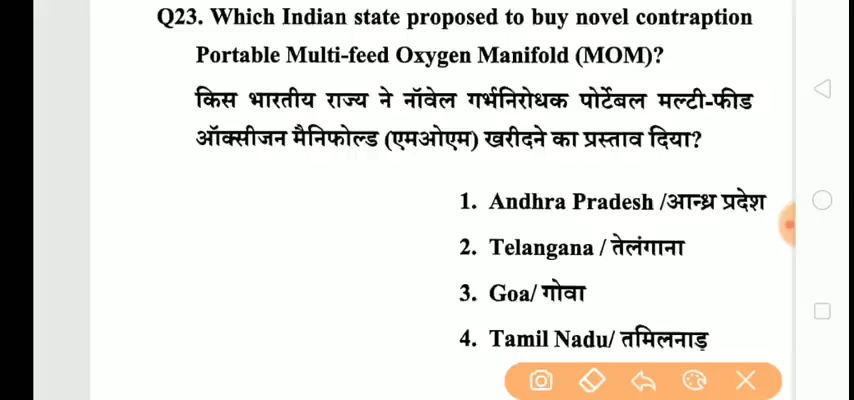 Q23. Which Indian state proposed to buy novel contraption
Portable Multi-feed Oxygen Manifold (MOM)?
किस भारतीय राज्य ने नॉवेल गर्भनिरोधक पोर्टेबल मल्टी-फीड
ऑक्सीजन मैनिफोल्ड (एमओएम) खरीदने का प्रस्ताव दिया?
1. Andhra Pradesh /आन्ध्र प्रदेश
2. Telangana / तेलंगाना
3. Goa/ गोवा
4. Tamil Nadu/ तमिलनाडु